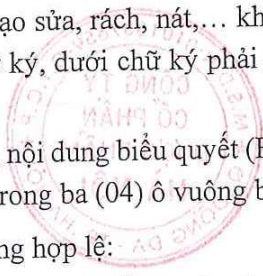 ạo sửa, rách, nát,… kh
ký, dưới chữ ký phải
nội dung biểu quyết
rong ba (04) ô vuông b
ng hợp lệ: